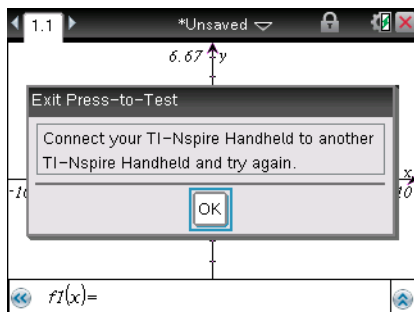 1.1 *Unsaved
6.67 y
Exit Press-to-Test
Connect your TI-Nspire Handheld to another
TI-Nspire Handheld and try again.
x
OK
-10 10
f1(x)=